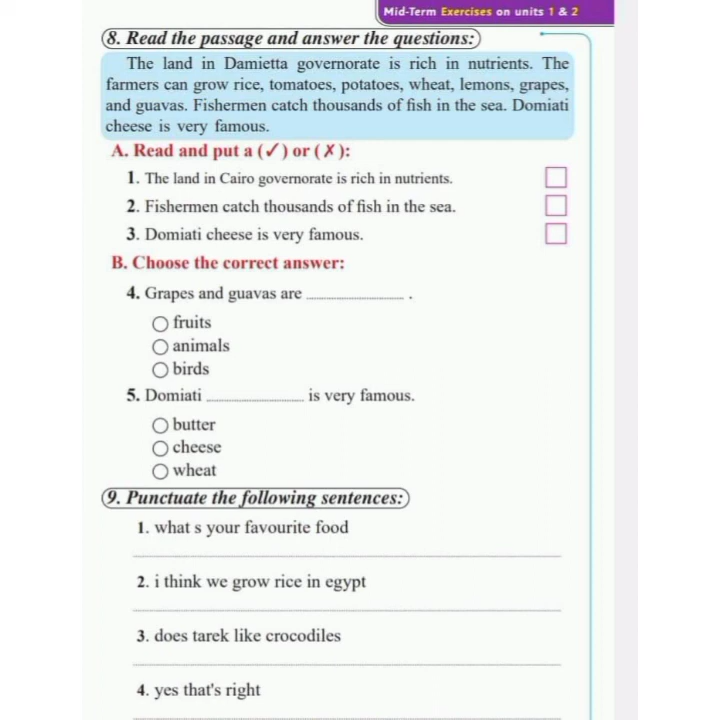 Mid-Term Exercises on units 1 & 2
8. Read the passage and answer the questions:
The land in Damietta governorate is rich in nutrients. The
farmers can grow rice, tomatoes, potatoes, wheat, lemons, grapes,
and guavas. Fishermen catch thousands of fish in the sea. Domiati
cheese is very famous.
A. Read and put a (✓) or (✗):
1. The land in Cairo governorate is rich in nutrients.
2. Fishermen catch thousands of fish in the sea.
3. Domiati cheese is very famous.
B. Choose the correct answer:
4. Grapes and guavas are .................... .
fruits
animals
birds
5. Domiati .................... is very famous.
butter
cheese
wheat
9. Punctuate the following sentences:
1. what s your favourite food
2. i think we grow rice in egypt
3. does tarek like crocodiles
4. yes that's right